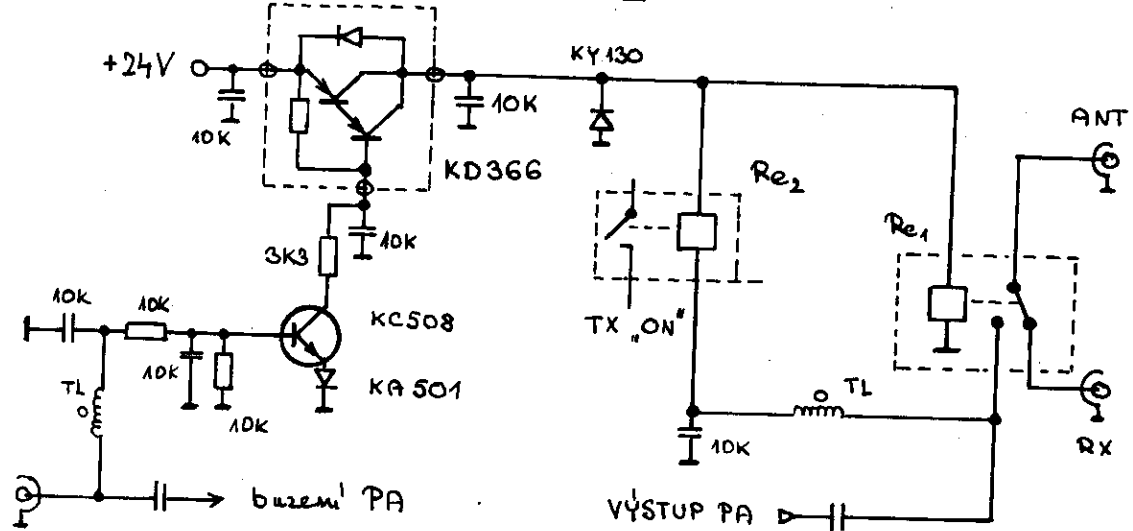 +24V
10K
10K
KD366
KY130
ANT
Re2
Re1
3K3
10K
10K
10K
KC508
TX „ON"
10K
KA501
TL
10K
TL
10K
RX
buzení PA
VÝSTUP PA